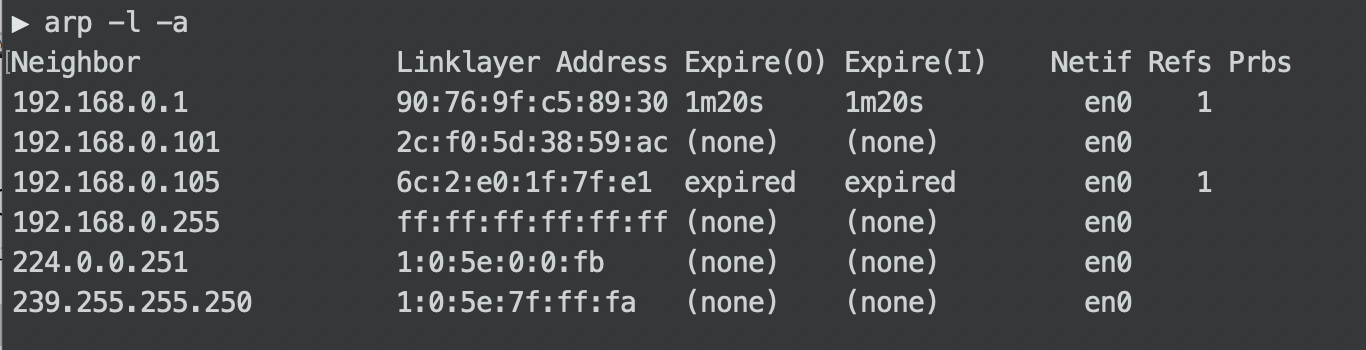 ▶ arp -l -a
Neighbor                Linklayer Address Expire(O) Expire(I)    Netif Refs Prbs
192.168.0.1             90:76:9f:c5:89:30 1m20s     1m20s          en0    1
192.168.0.101           2c:f0:5d:38:59:ac (none)    (none)         en0
192.168.0.105           6c:2:e0:1f:7f:e1  expired   expired        en0    1
192.168.0.255           ff:ff:ff:ff:ff:ff (none)    (none)         en0
224.0.0.251             1:0:5e:0:0:fb     (none)    (none)         en0
239.255.255.250         1:0:5e:7f:ff:fa   (none)    (none)         en0